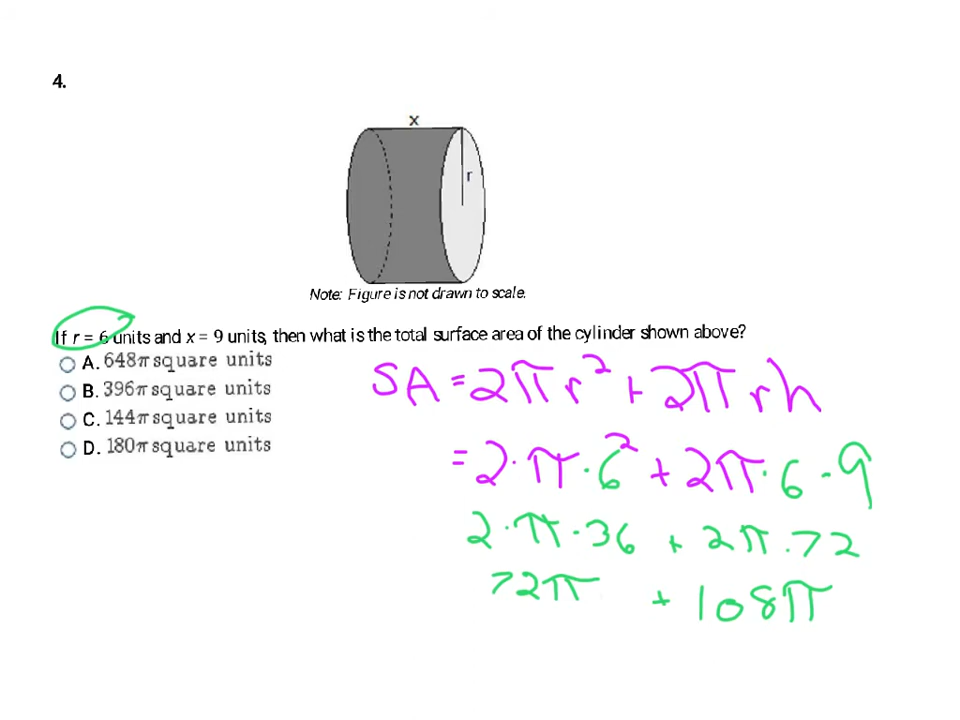 4.
x
r
Note: Figure is not drawn to scale.
If r = 6 units and x = 9 units, then what is the total surface area of the cylinder shown above?
A. 648π square units
B. 396π square units
C. 144π square units
D. 180π square units
SA = 2πr² + 2πrh
= 2·π·6² + 2π·6·9
2·π·36 + 2π·72
72π + 108π